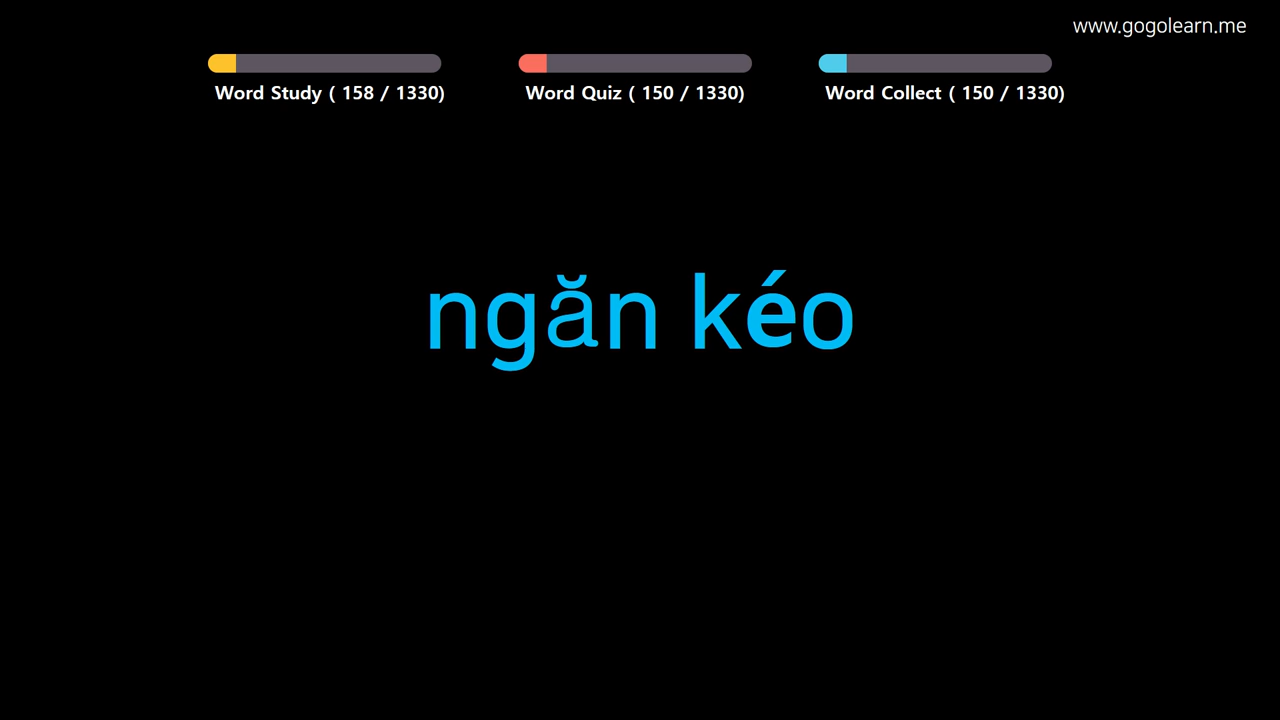 www.gogolearn.me
Word Study ( 158 / 1330)
Word Quiz ( 150 / 1330)
Word Collect ( 150 / 1330)
ngăn kéo